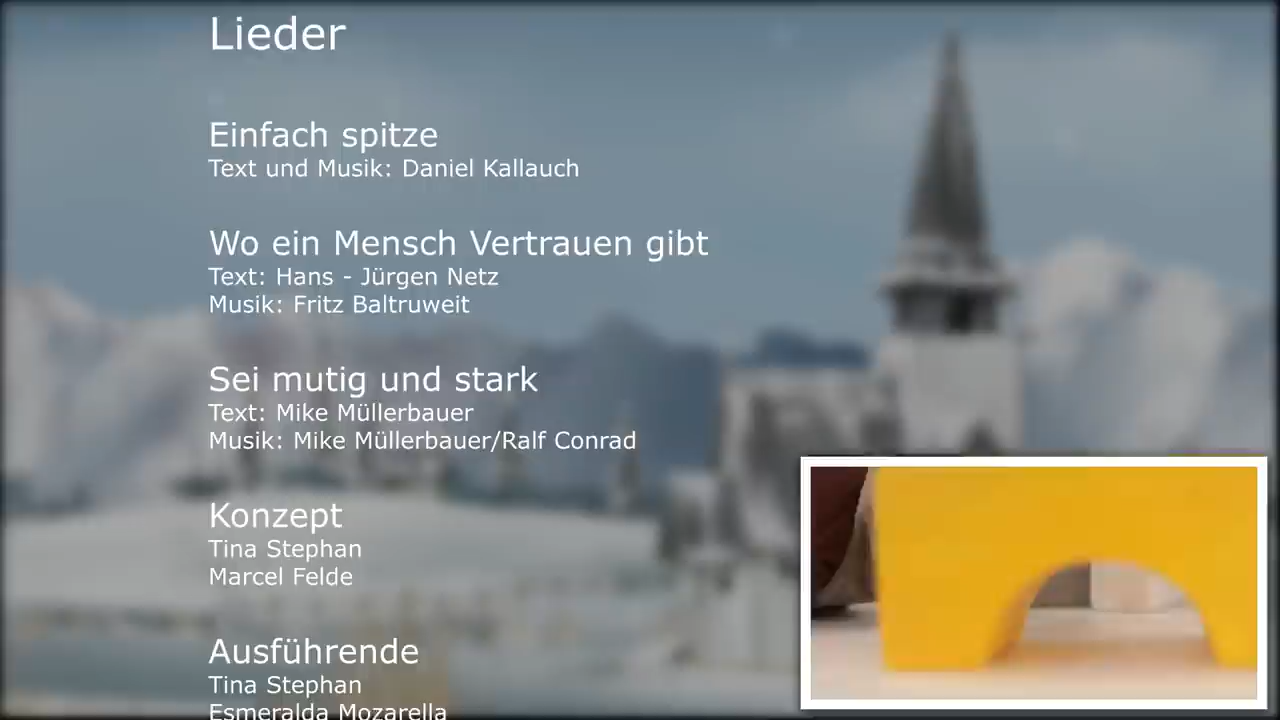 Lieder
Einfach spitze
Text und Musik: Daniel Kallauch
Wo ein Mensch Vertrauen gibt
Text: Hans - Jürgen Netz
Musik: Fritz Baltruweit
Sei mutig und stark
Text: Mike Müllerbauer
Musik: Mike Müllerbauer/Ralf Conrad
Konzept
Tina Stephan
Marcel Felde
Ausführende
Tina Stephan
Esmeralda Mozarella